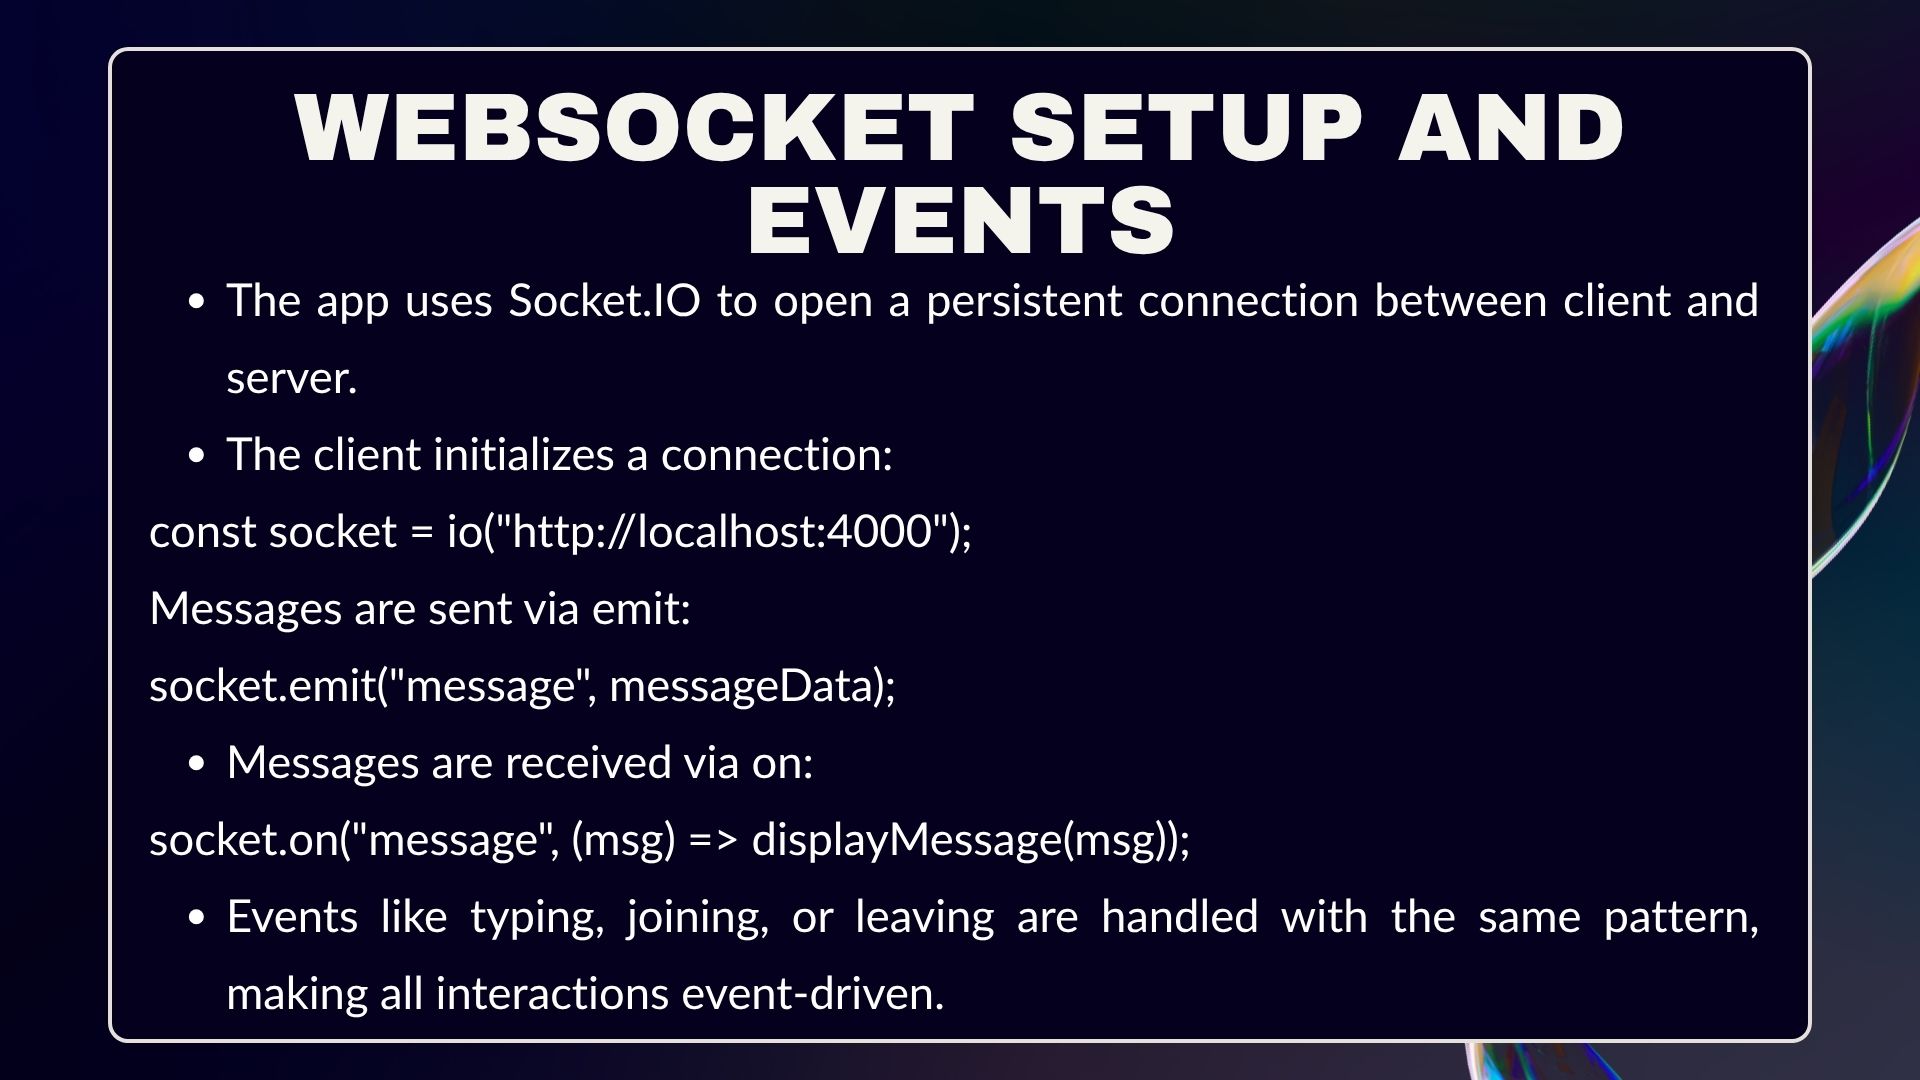 WEBSOCKET SETUP AND
EVENTS
• The app uses Socket.IO to open a persistent connection between client and
server.
• The client initializes a connection:
const socket = io("http://localhost:4000");
Messages are sent via emit:
socket.emit("message", messageData);
• Messages are received via on:
socket.on("message", (msg) => displayMessage(msg));
• Events like typing, joining, or leaving are handled with the same pattern,
making all interactions event-driven.